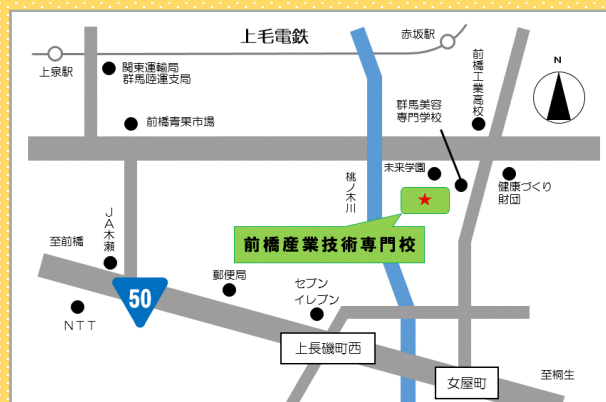 上毛電鉄
赤坂駅
上泉駅
関東運輸局
群馬陸運支局
前橋工業高校
N
群馬美容
専門学校
前橋青果市場
未来学園
桃ノ木川
健康づくり
財団
前橋産業技術専門校
JA木瀬
至前橋
50
郵便局
セブン
イレブン
NTT
上長磯町西
女屋町
至桐生